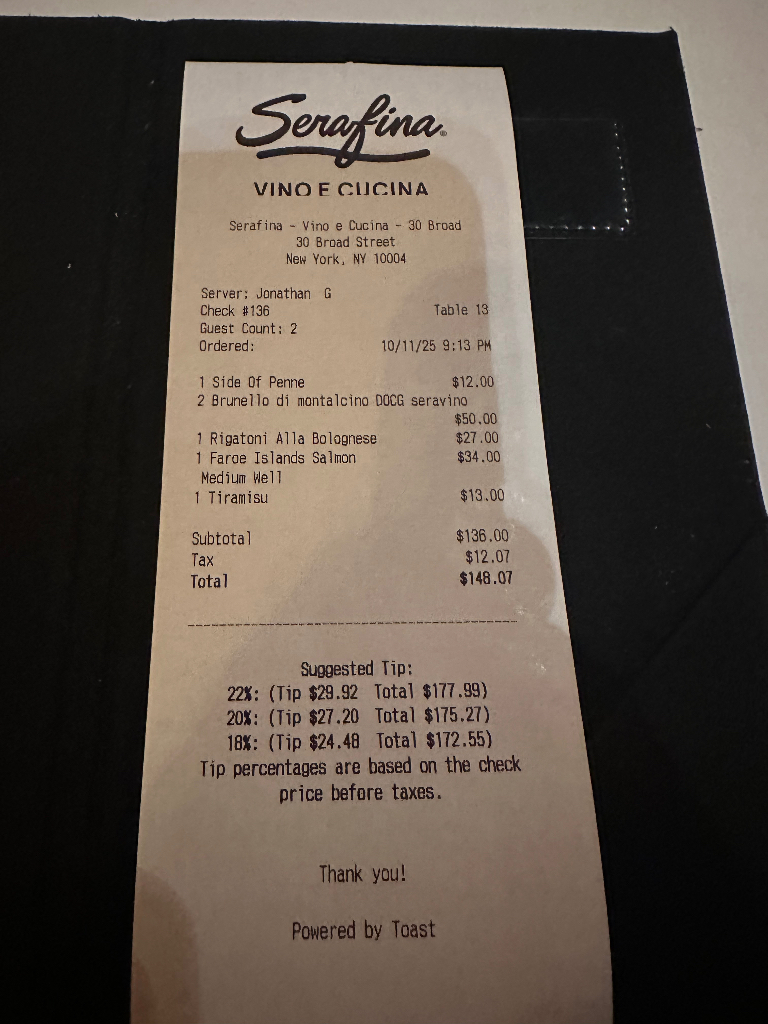 Serafina®
VINO E CUCINA
Serafina - Vino e Cucina - 30 Broad
30 Broad Street
New York, NY 10004
Server: Jonathan G
Check #136 Table 13
Guest Count: 2
Ordered: 10/11/25 9:13 PM
1 Side Of Penne $12.00
2 Brunello di montalcino DOCG seravino
$50.00
1 Rigatoni Alla Bolognese $27.00
1 Faroe Islands Salmon $34.00
Medium Well
1 Tiramisu $13.00
Subtotal $136.00
Tax $12.07
Total $148.07
Suggested Tip:
22%: (Tip $29.92 Total $177.99)
20%: (Tip $27.20 Total $175.27)
18%: (Tip $24.48 Total $172.55)
Tip percentages are based on the check
price before taxes.
Thank you!
Powered by Toast